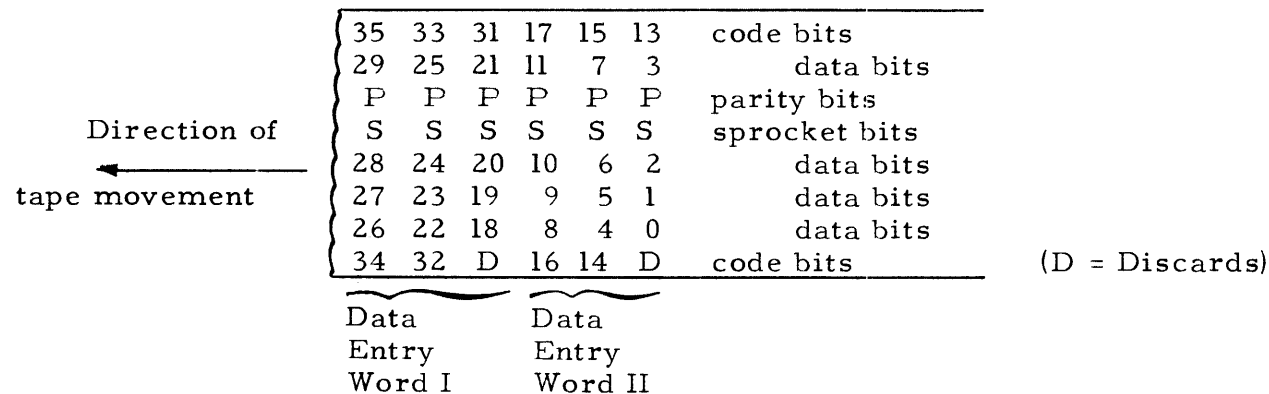 35 33 31 17 15 13 code bits
29 25 21 11 7 3 data bits
P P P P P P parity bits
Direction of S S S S S S sprocket bits
28 24 20 10 6 2 data bits
tape movement 27 23 19 9 5 1 data bits
26 22 18 8 4 0 data bits
34 32 D 16 14 D code bits (D = Discards)
Data Data
Entry Entry
Word I Word II